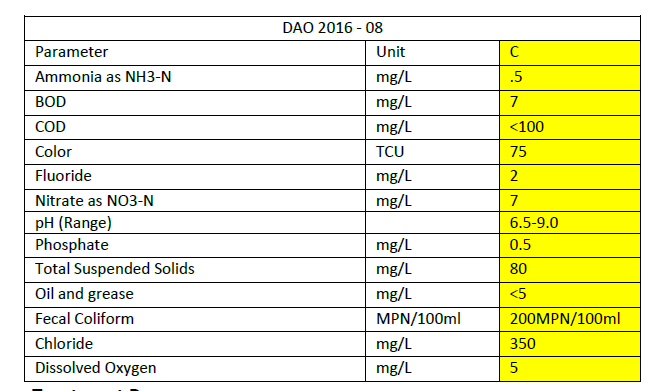 DAO 2016 - 08
Parameter Unit C
Ammonia as NH3-N mg/L .5
BOD mg/L 7
COD mg/L <100
Color TCU 75
Fluoride mg/L 2
Nitrate as NO3-N mg/L 7
pH (Range) 6.5-9.0
Phosphate mg/L 0.5
Total Suspended Solids mg/L 80
Oil and grease mg/L <5
Fecal Coliform MPN/100ml 200MPN/100ml
Chloride mg/L 350
Dissolved Oxygen mg/L 5